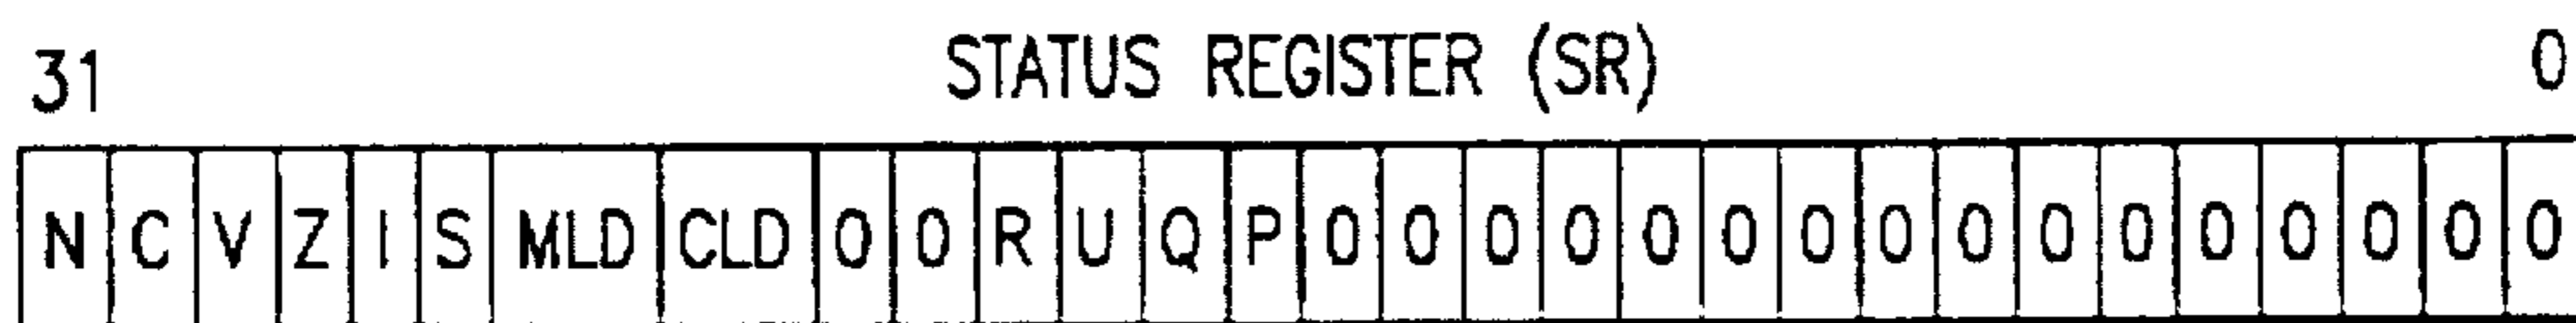 31 STATUS REGISTER (SR) 0
N C V Z I S MLD CLD 0 0 R U Q P 0 0 0 0 0 0 0 0 0 0 0 0 0 0 0 0